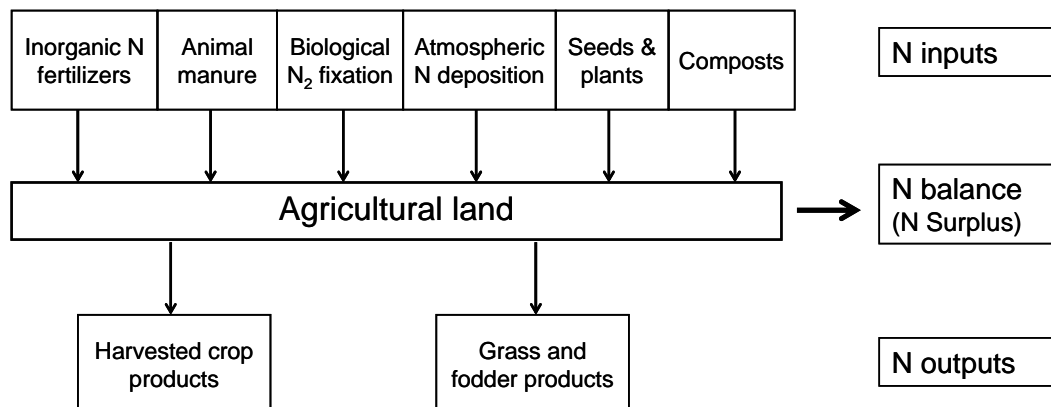 Inorganic N
fertilizers
Animal
manure
Biological
N₂ fixation
Atmospheric
N deposition
Seeds &
plants
Composts
N inputs
Agricultural land
N balance
(N Surplus)
Harvested crop
products
Grass and
fodder products
N outputs